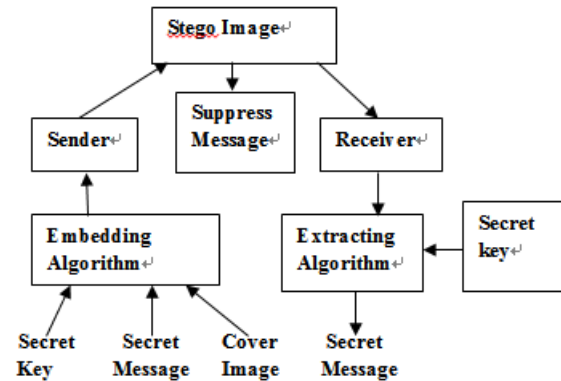 Stego Image↵
Suppress
Message↵
Sender↵
Receiver↵
Embedding
Algorithm↵
Extracting
Algorithm↵
Secret
key↵
Secret
Key
Secret
Message
Cover
Image
Secret
Message